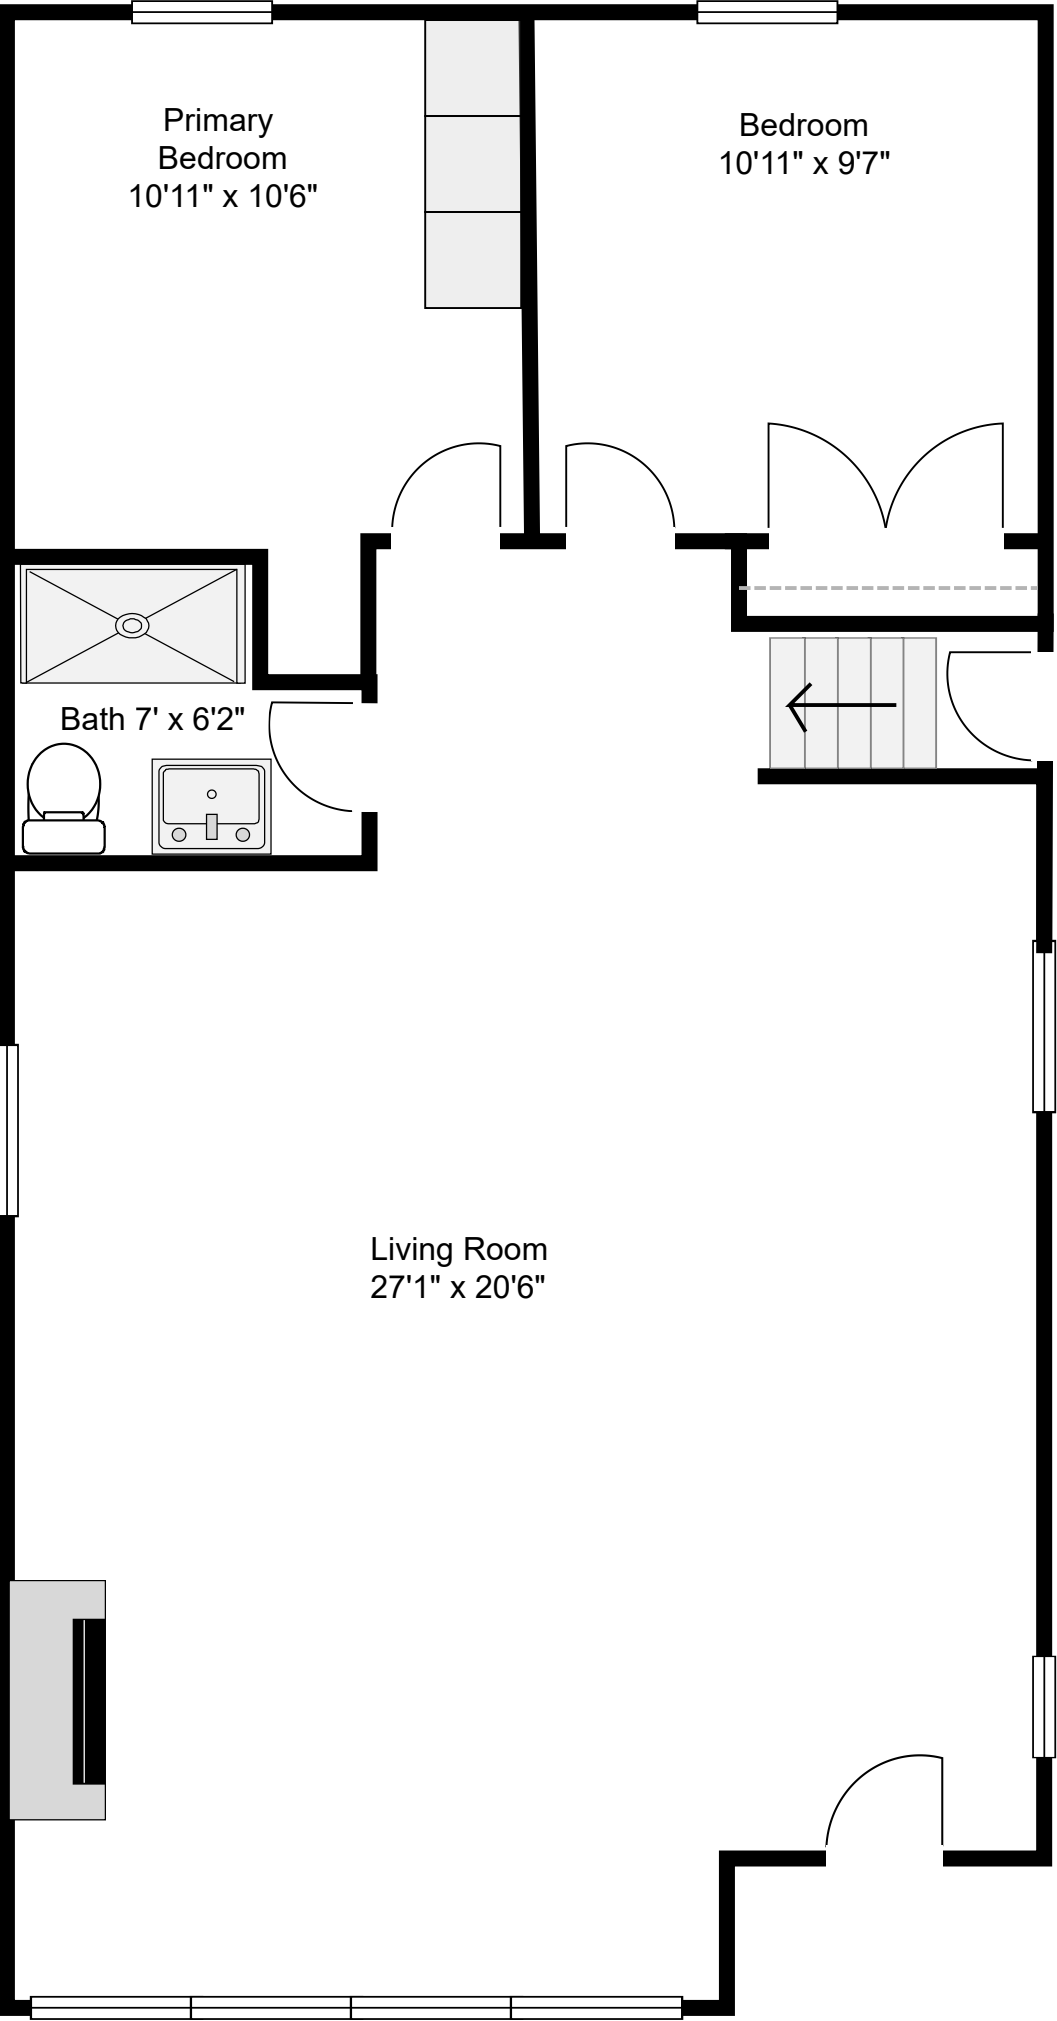 Primary
Bedroom
10'11" x 10'6"
Bedroom
10'11" x 9'7"
Bath 7' x 6'2"
Living Room
27'1" x 20'6"